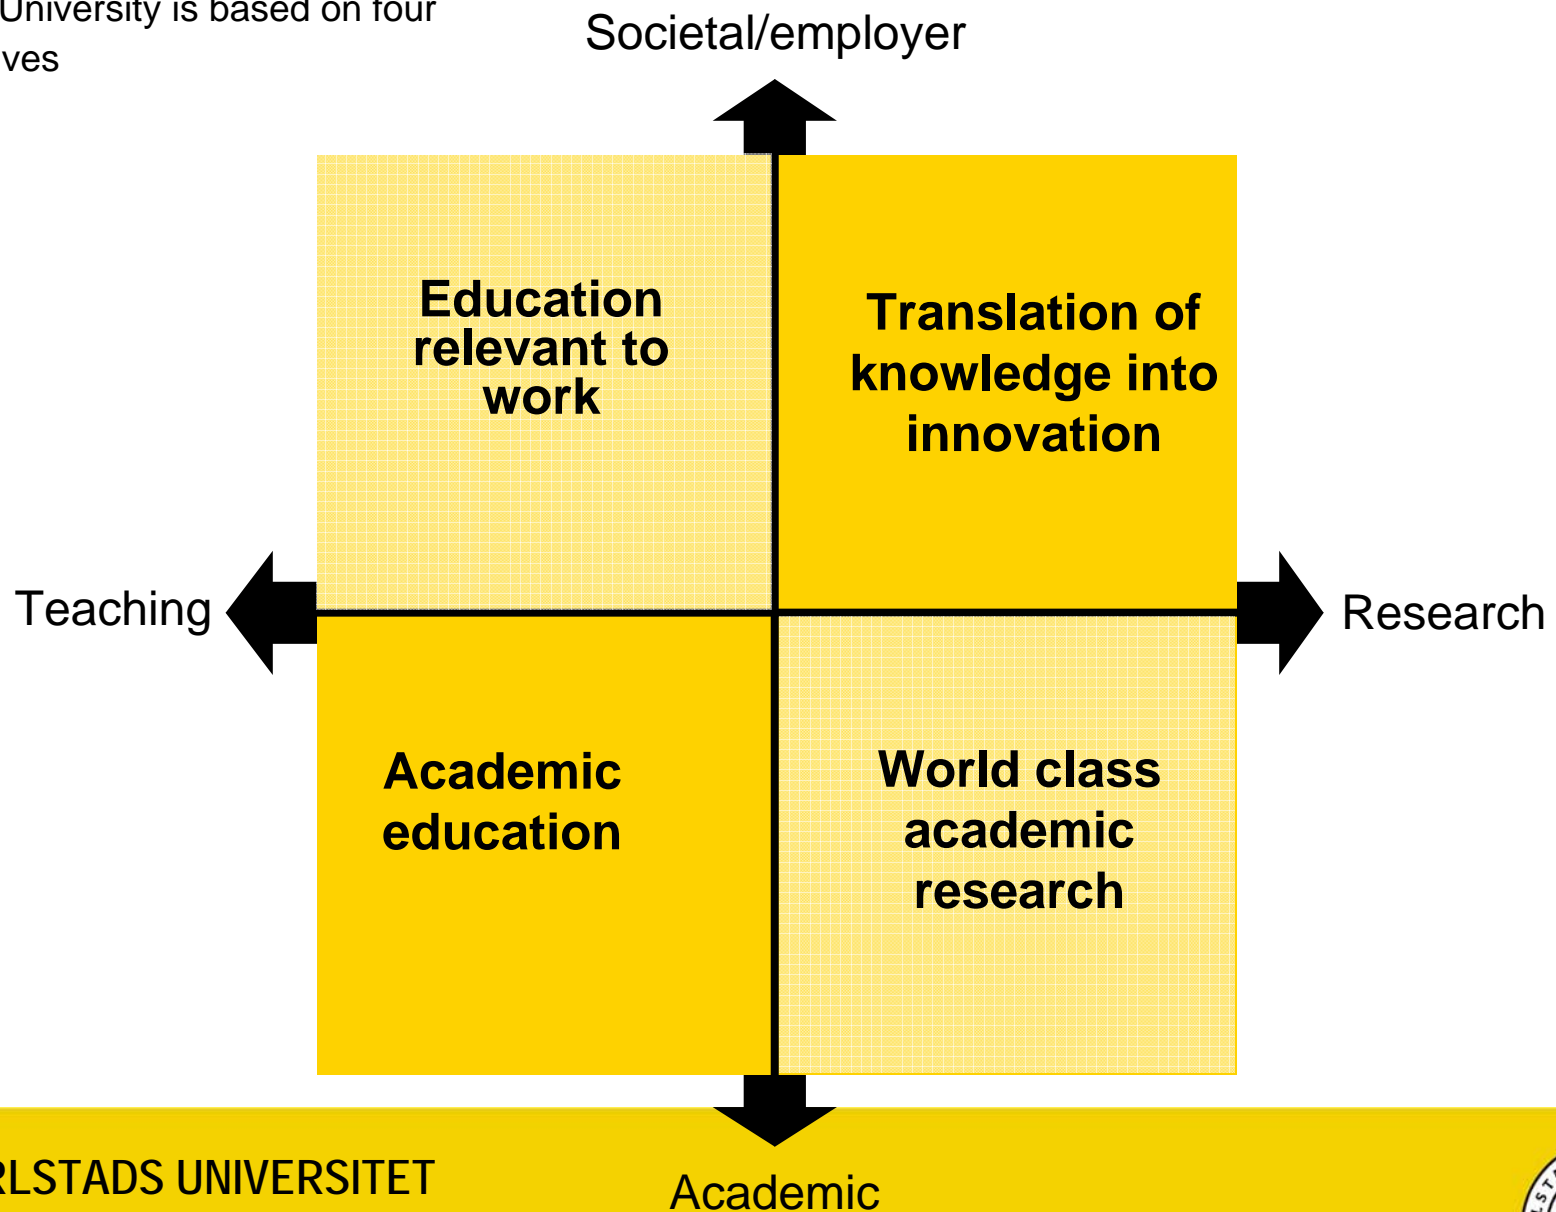 University is based on four
ves
Societal/employer
Education
relevant to
work
Translation of
knowledge into
innovation
Teaching
Research
Academic
education
World class
academic
research
RLSTADS UNIVERSITET
Academic
STA